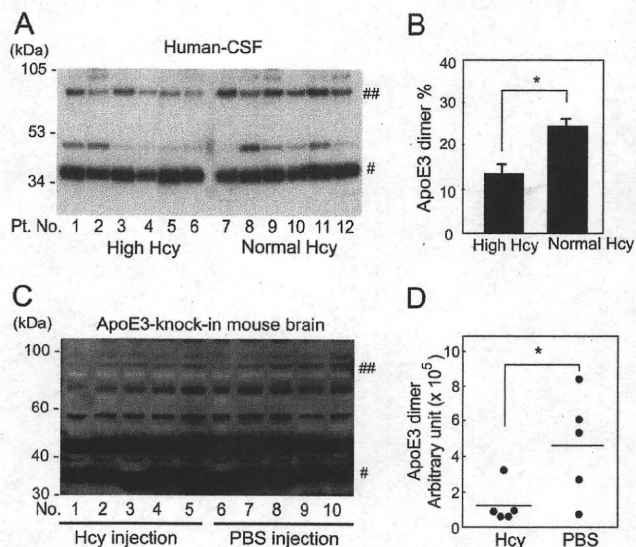 A
(kDa)
Human-CSF
105
53
34
##
#
Pt. No. 1 2 3 4 5 6 7 8 9 10 11 12
High Hcy Normal Hcy
B
ApoE3 dimer %
40
30
20
10
0
*
High Hcy Normal Hcy
C
(kDa)
ApoE3-knock-in mouse brain
100
60
40
30
##
#
No. 1 2 3 4 5 6 7 8 9 10
Hcy injection PBS injection
D
ApoE3 dimer
Arbitrary unit (x 10⁵)
10
8
6
4
2
0
*
Hcy PBS